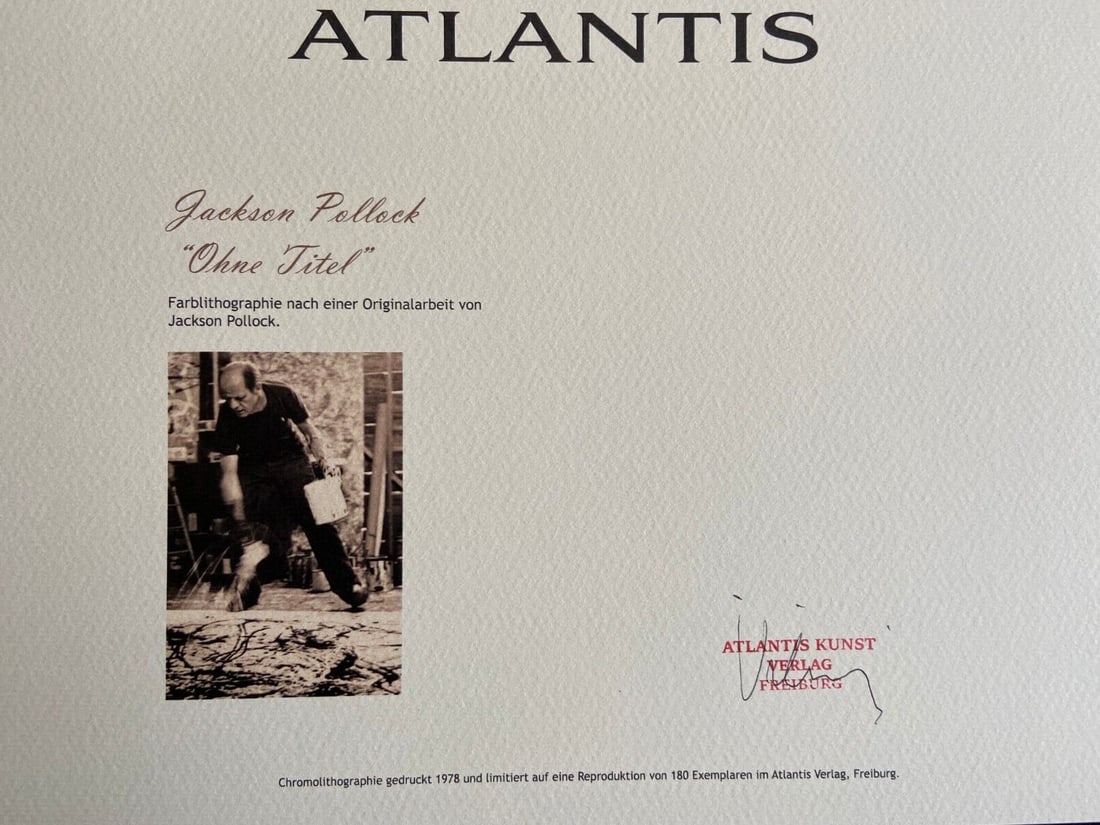 ATLANTIS
Jackson Pollock
“Ohne Titel”
Farblithographie nach einer Originalarbeit von
Jackson Pollock.
ATLANTIS KUNST
VERLAG
FREIBURG
Chromolithographie gedruckt 1978 und limitiert auf eine Reproduktion von 180 Exemplaren im Atlantis Verlag, Freiburg.